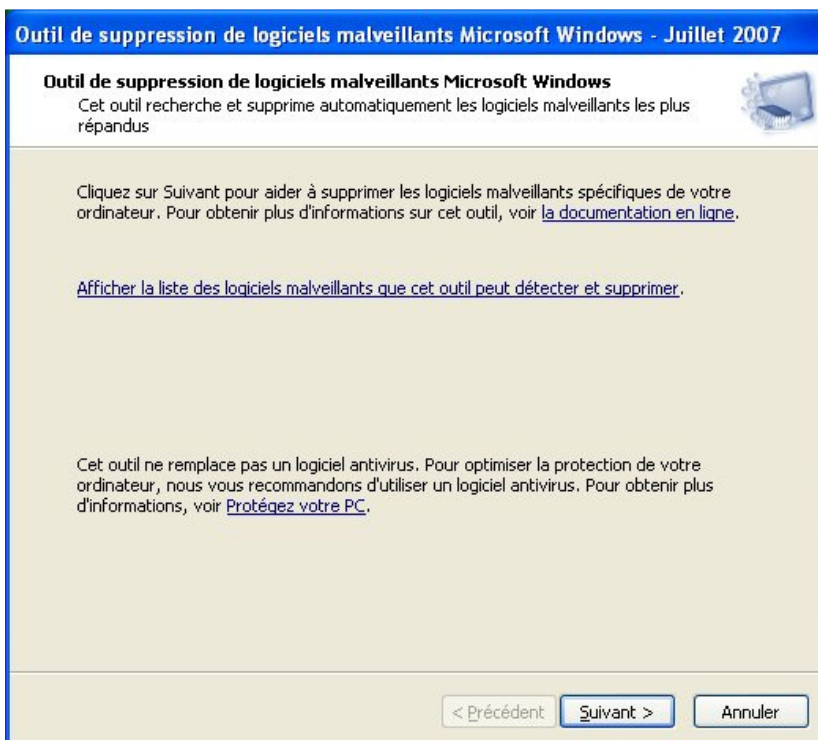 Outil de suppression de logiciels malveillants Microsoft Windows - Juillet 2007
Outil de suppression de logiciels malveillants Microsoft Windows
Cet outil recherche et supprime automatiquement les logiciels malveillants les plus
répandus
Cliquez sur Suivant pour aider à supprimer les logiciels malveillants spécifiques de votre
ordinateur. Pour obtenir plus d'informations sur cet outil, voir la documentation en ligne.
Afficher la liste des logiciels malveillants que cet outil peut détecter et supprimer.
Cet outil ne remplace pas un logiciel antivirus. Pour optimiser la protection de votre
ordinateur, nous vous recommandons d'utiliser un logiciel antivirus. Pour obtenir plus
d'informations, voir Protégez votre PC.
< Précédent Suivant > Annuler